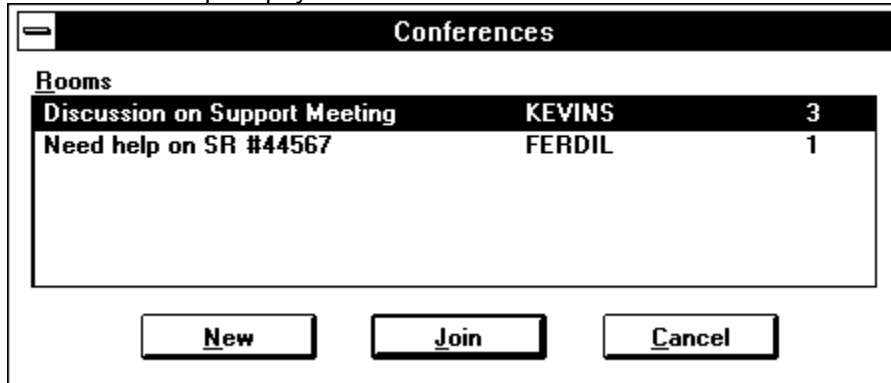 Conferences
Rooms
Discussion on Support Meeting KEVINS 3
Need help on SR #44567 FERDIL 1
New Join Cancel